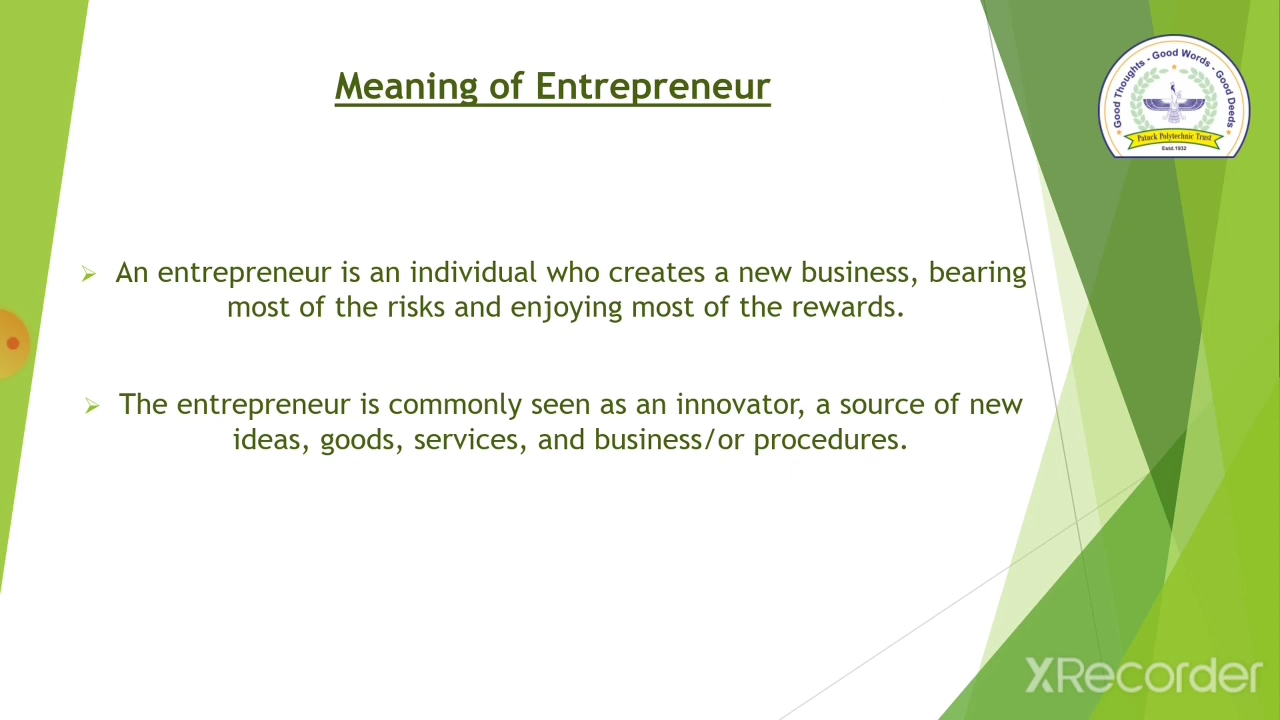 Meaning of Entrepreneur
Good Thoughts - Good Words - Good Deeds
Patuck Polytechnic Trust
Estd.1932
An entrepreneur is an individual who creates a new business, bearing
most of the risks and enjoying most of the rewards.
The entrepreneur is commonly seen as an innovator, a source of new
ideas, goods, services, and business/or procedures.
XRecorder